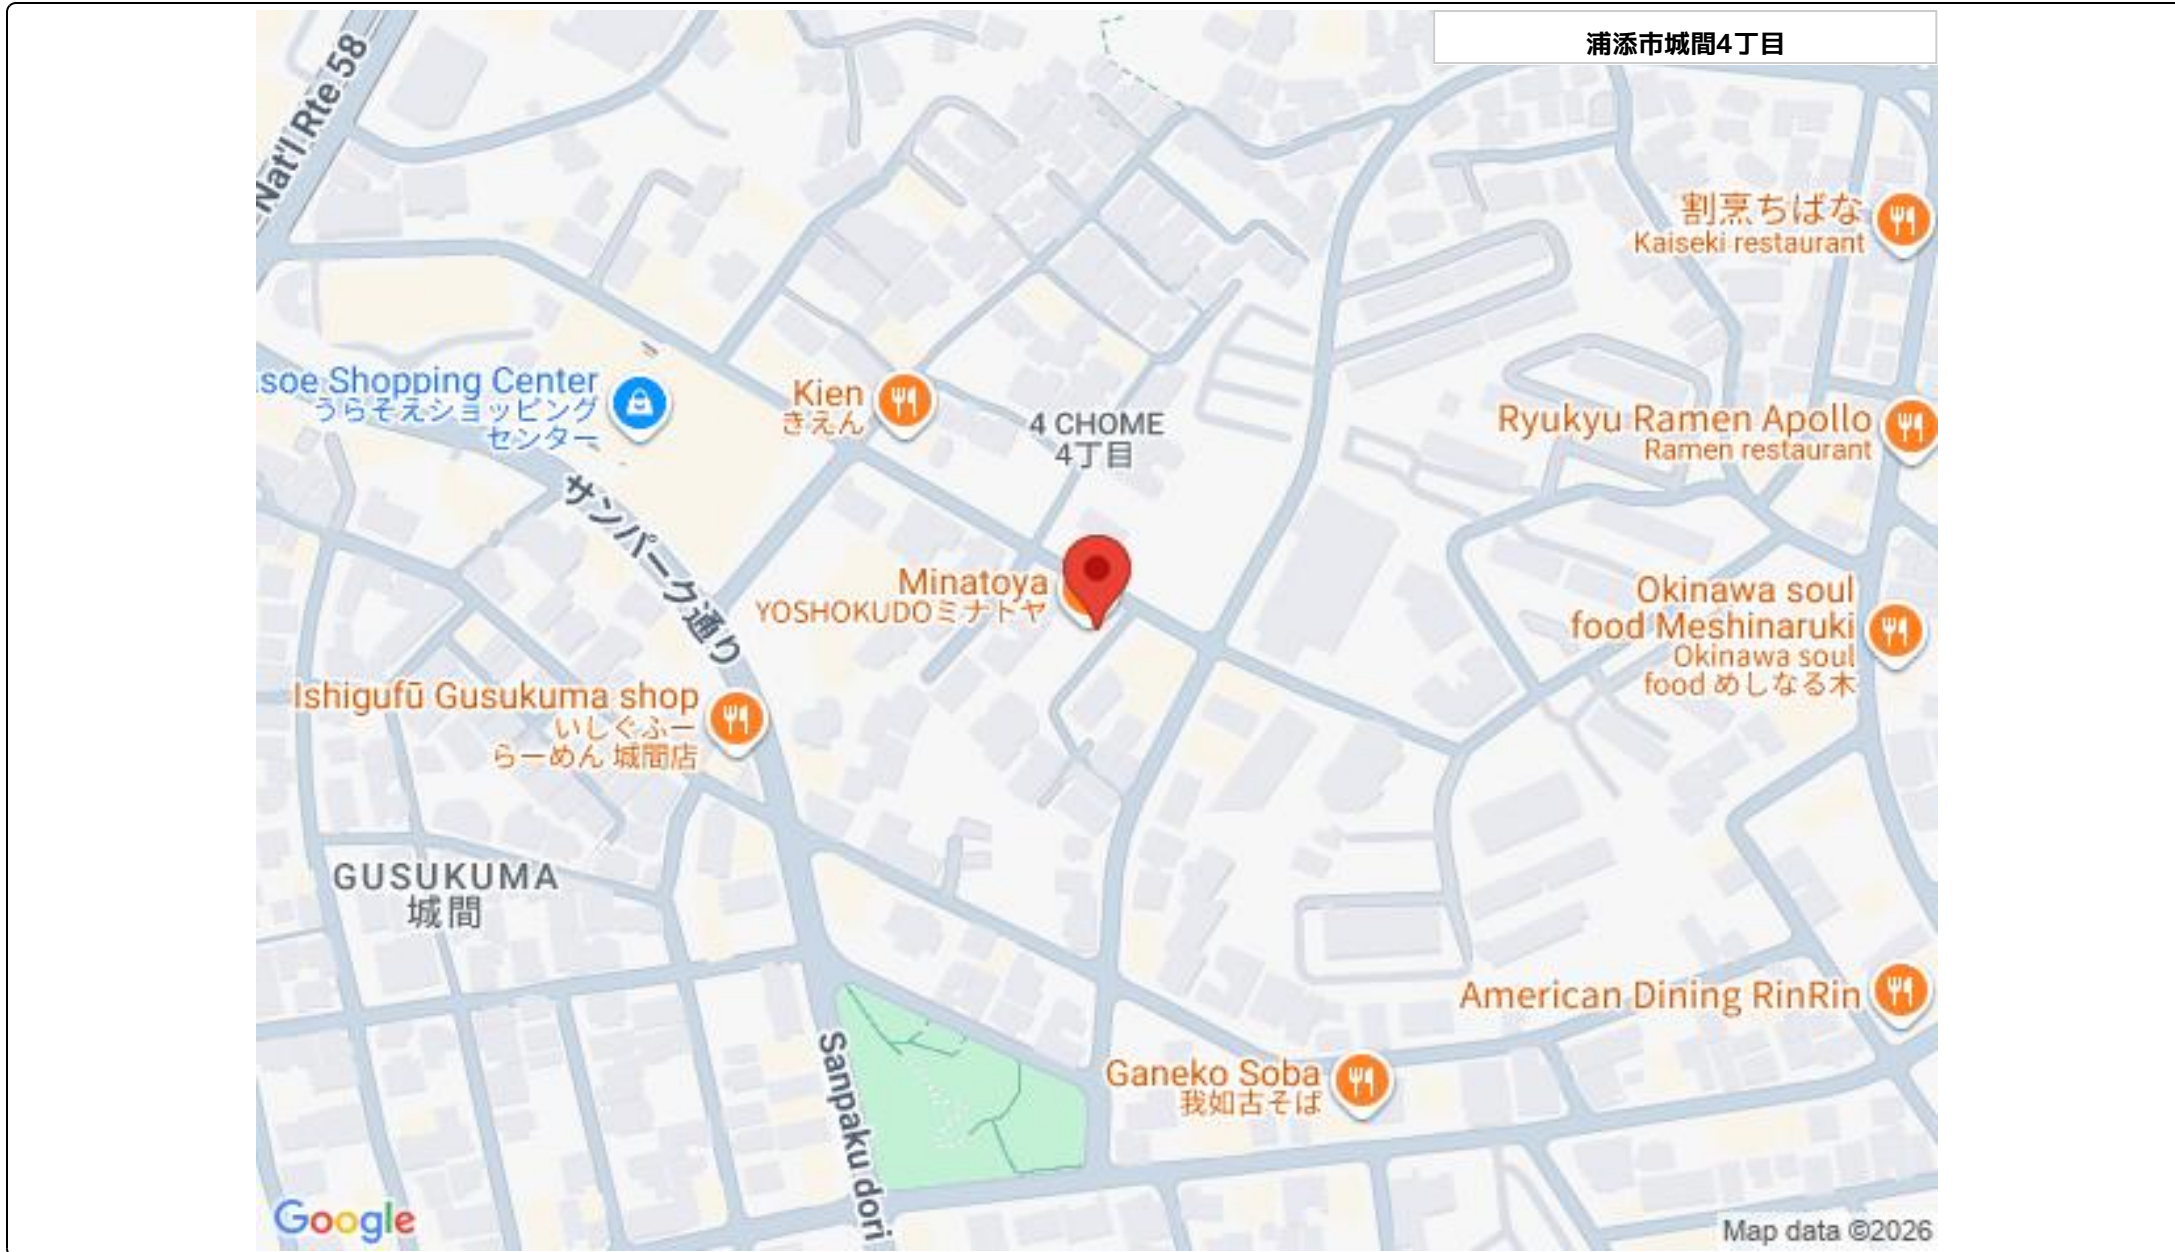 浦添市城間4丁目
Nat'l Rte 58
割烹ちばな
Kaiseki restaurant
soe Shopping Center
うらそえショッピング
センター
Kien
きえん
4 CHOME
4丁目
Ryukyu Ramen Apollo
Ramen restaurant
サンパーク通り
Minatoya
YOSHOKUDOミナトヤ
Okinawa soul
food Meshinaruki
Okinawa soul
food めしなる木
Ishigufū Gusukuma shop
いしぐふー
らーめん 城間店
GUSUKUMA
城間
American Dining RinRin
Ganeko Soba
我如古そば
Sanpaku dori
Google
Map data ©2026